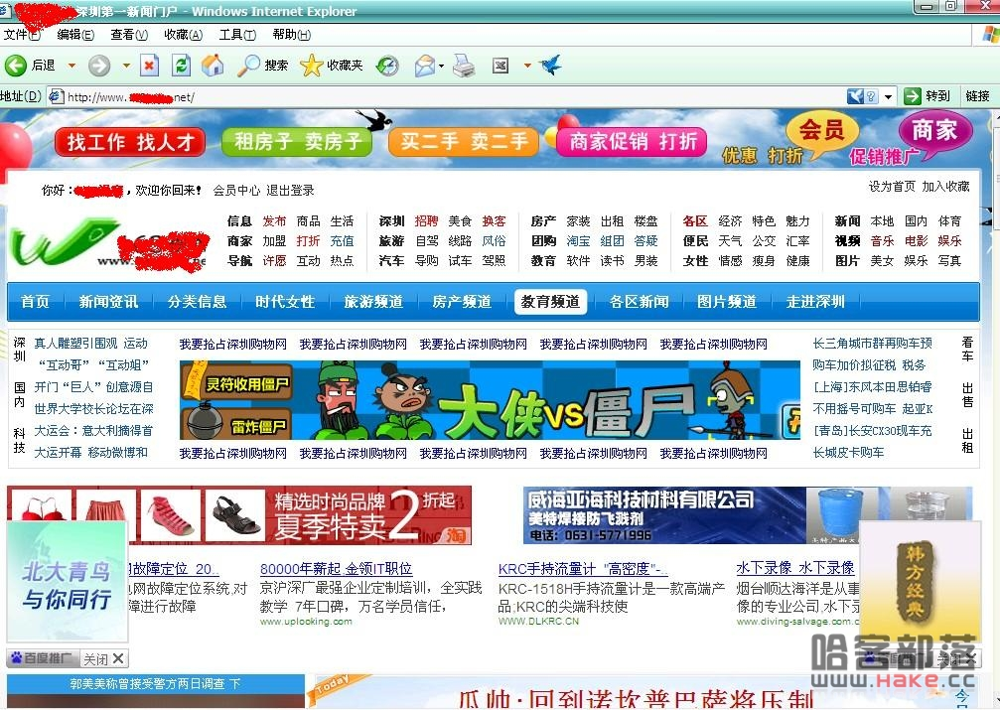 深圳第一新闻门户 - Windows Internet Explorer
文件(F) 编辑(E) 查看(V) 收藏(A) 工具(T) 帮助(H)
后退 搜索 收藏夹
地址(D) http://www. .net/ 转到 链接
找工作 找人才 租房子 卖房子 买二手 卖二手 商家促销 打折 优惠 打折 会员 促销推广 商家
你好: ，欢迎你回来! 会员中心 退出登录 设为首页 加入收藏
信息 发布 商品 生活 深圳 招聘 美食 换客 房产 家装 出租 楼盘 各区 经济 特色 魅力 新闻 本地 国内 体育
商家 加盟 打折 充值 旅游 自驾 线路 风俗 团购 淘宝 组团 答疑 便民 天气 公交 汇率 视频 音乐 电影 娱乐
www.
导航 许愿 互动 热点 汽车 导购 试车 驾照 教育 软件 读书 男装 女性 情感 瘦身 健康 图片 美女 娱乐 写真
首页 新闻资讯 分类信息 时代女性 旅游频道 房产频道 教育频道 各区新闻 图片频道 走进深圳
深圳 国内 科技
真人雕塑引围观 运动
“互动哥” “互动姐”
开门“巨人”创意源自
世界大学校长论坛在深
大运会：意大利摘得首
大运开幕 移动微博和
我要抢占深圳购物网 我要抢占深圳购物网 我要抢占深圳购物网 我要抢占深圳购物网 我要抢占深圳购物网
灵符收用僵尸
雷炸僵尸
大侠vs僵尸
我要抢占深圳购物网 我要抢占深圳购物网 我要抢占深圳购物网 我要抢占深圳购物网 我要抢占深圳购物网
长三角城市群再购车预
购车加价拟征税 税务
[上海]东风本田思铂睿
不用摇号可购车 起亚K
[青岛]长安CX30现车充
长城皮卡购车
看车 出售 出租
精选时尚品牌 2 折起
夏季特卖
淘
威海亚海科技材料有限公司
美特焊接防飞溅剂
电话: 0631-5771996
北大青鸟
与你同行
百度推广 关闭
故障定位 20..
网故障定位系统,对
障进行故障
80000年薪起,金领IT职位
京沪深广最强企业定制培训，全实践
教学 7年口碑，万名学员信任,
www.uplooking.com
KRC手持流量计 "高密度"-..
KRC-1518H手持流量计是一款高端产
品;KRC的尖端科技使
WWW.DLKRC.CN
水下录像 水下录像
烟台顺达海洋是从事
像的专业公司,水下录
www.diving-salvage.com
韩方经典
哈客部落
www.Hake.cc
郭美美称曾接受警方两日调查 下
Today
瓜帅:回到诺坎普巴萨将压制
今